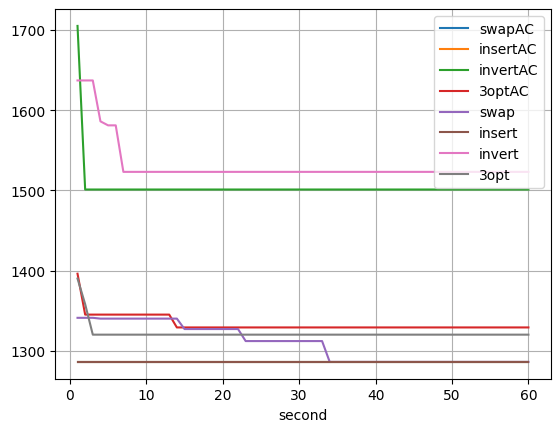 1700
1600
1500
1400
1300
0 10 20 30 40 50 60
second
swapAC
insertAC
invertAC
3optAC
swap
insert
invert
3opt